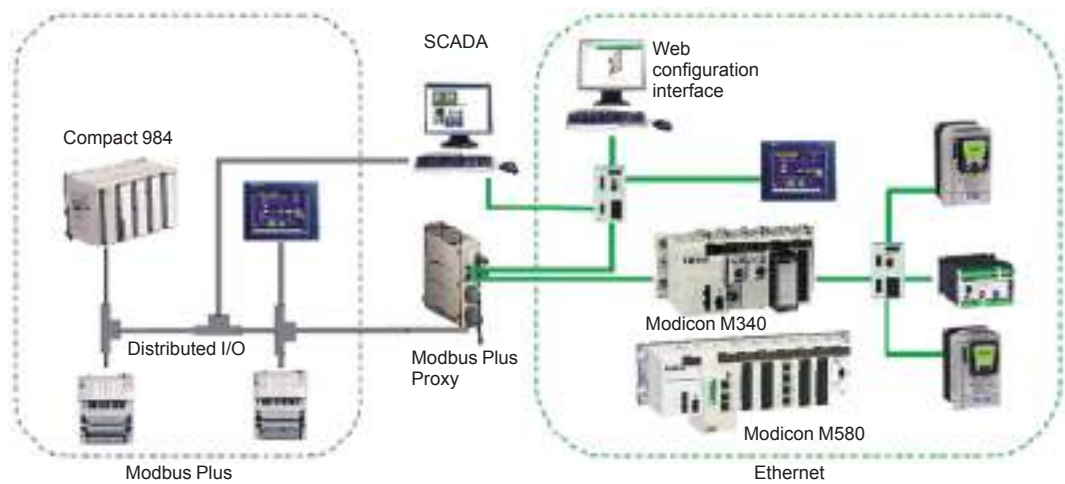 SCADA
Web
configuration
interface
Compact 984
Distributed I/O
Modbus Plus
Proxy
Modicon M340
Modicon M580
Modbus Plus
Ethernet